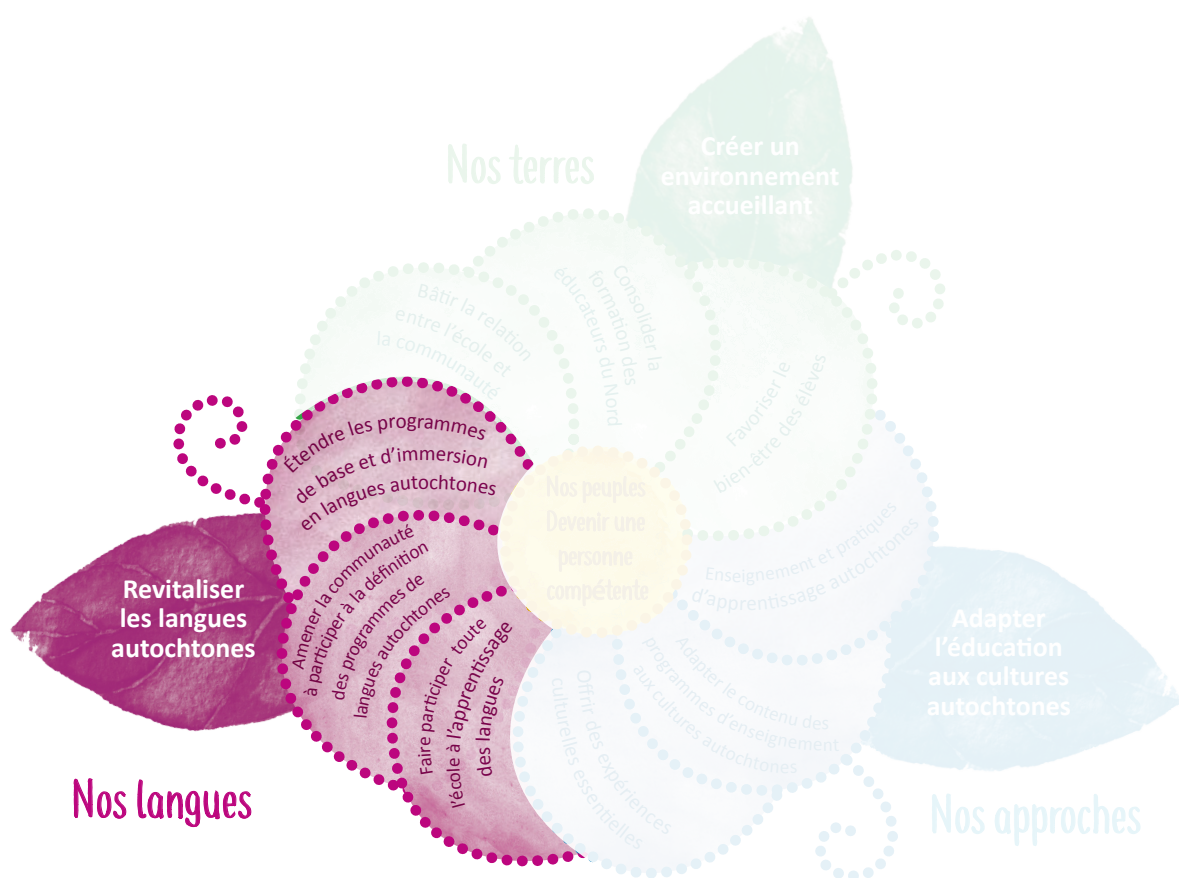 Nos terres
Créer un
environnement
accueillant
Bâtir la relation
entre l'école et
la communauté
Consolider la
formation des
éducateurs du Nord
Favoriser le
bien-être des élèves
Étendre les programmes
de base et d'immersion
en langues autochtones
Amener la communauté
à participer à la définition
des programmes de
langues autochtones
Faire participer toute
l'école à l'apprentissage
des langues
Revitaliser
les langues
autochtones
Nos langues
Nos peuples
Devenir une
personne
compétente
Enseignement et pratiques
d'apprentissage autochtones
Adapter le contenu des
programmes d'enseignement
aux cultures autochtones
Offrir des expériences
culturelles essentielles
Adapter
l'éducation
aux cultures
autochtones
Nos approches